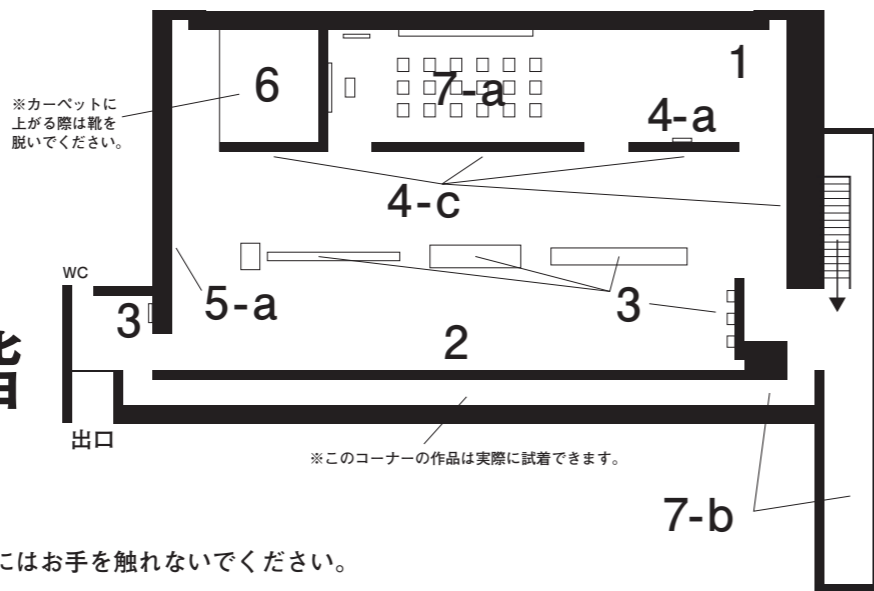 1
6
7-a
※カーペットに
上がる際は靴を
脱いでください。
4-a
4-c
WC
3
5-a
3
2
階
出口
※このコーナーの作品は実際に試着できます。
7-b
にはお手を触れないでください。